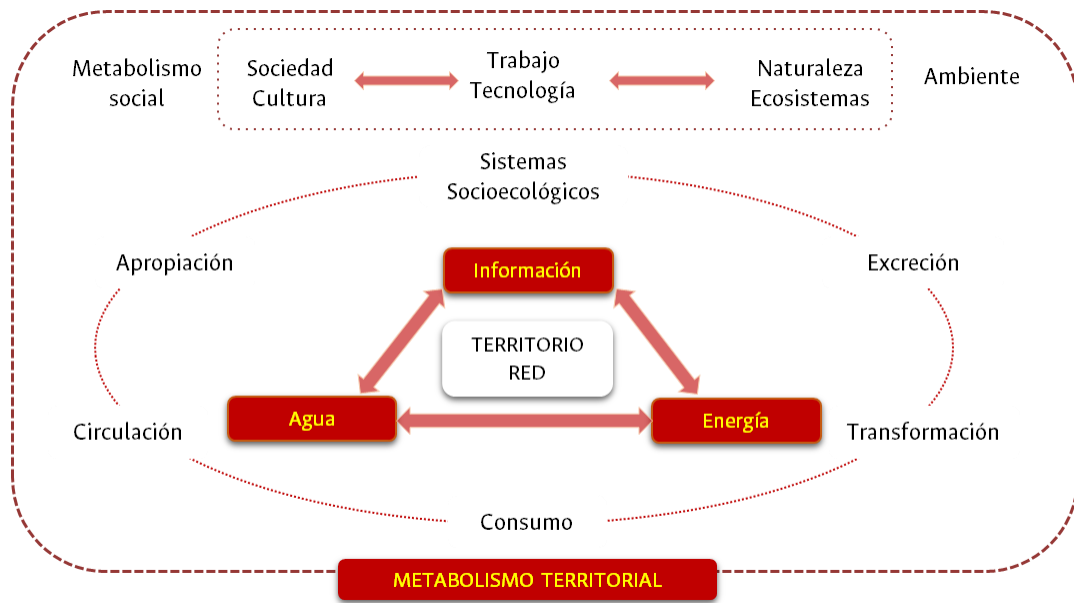 Metabolismo
social
Sociedad
Cultura
Trabajo
Tecnología
Naturaleza
Ecosistemas
Ambiente
Sistemas
Socioecológicos
Apropiación
Información
Excreción
TERRITORIO
RED
Circulación
Agua
Energía
Transformación
Consumo
METABOLISMO TERRITORIAL